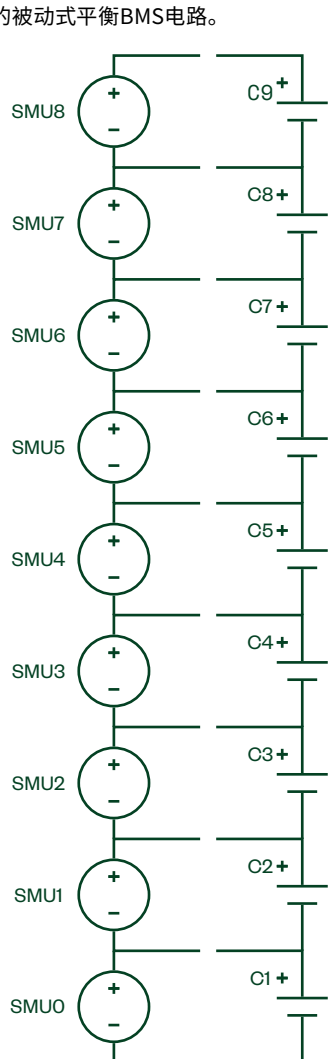 的被动式平衡BMS电路。
SMU8
+
−
C9
+
SMU7
+
−
C8
+
SMU6
+
−
C7
+
SMU5
+
−
C6
+
SMU4
+
−
C5
+
SMU3
+
−
C4
+
SMU2
+
−
C3
+
SMU1
+
−
C2
+
SMU0
+
−
C1
+